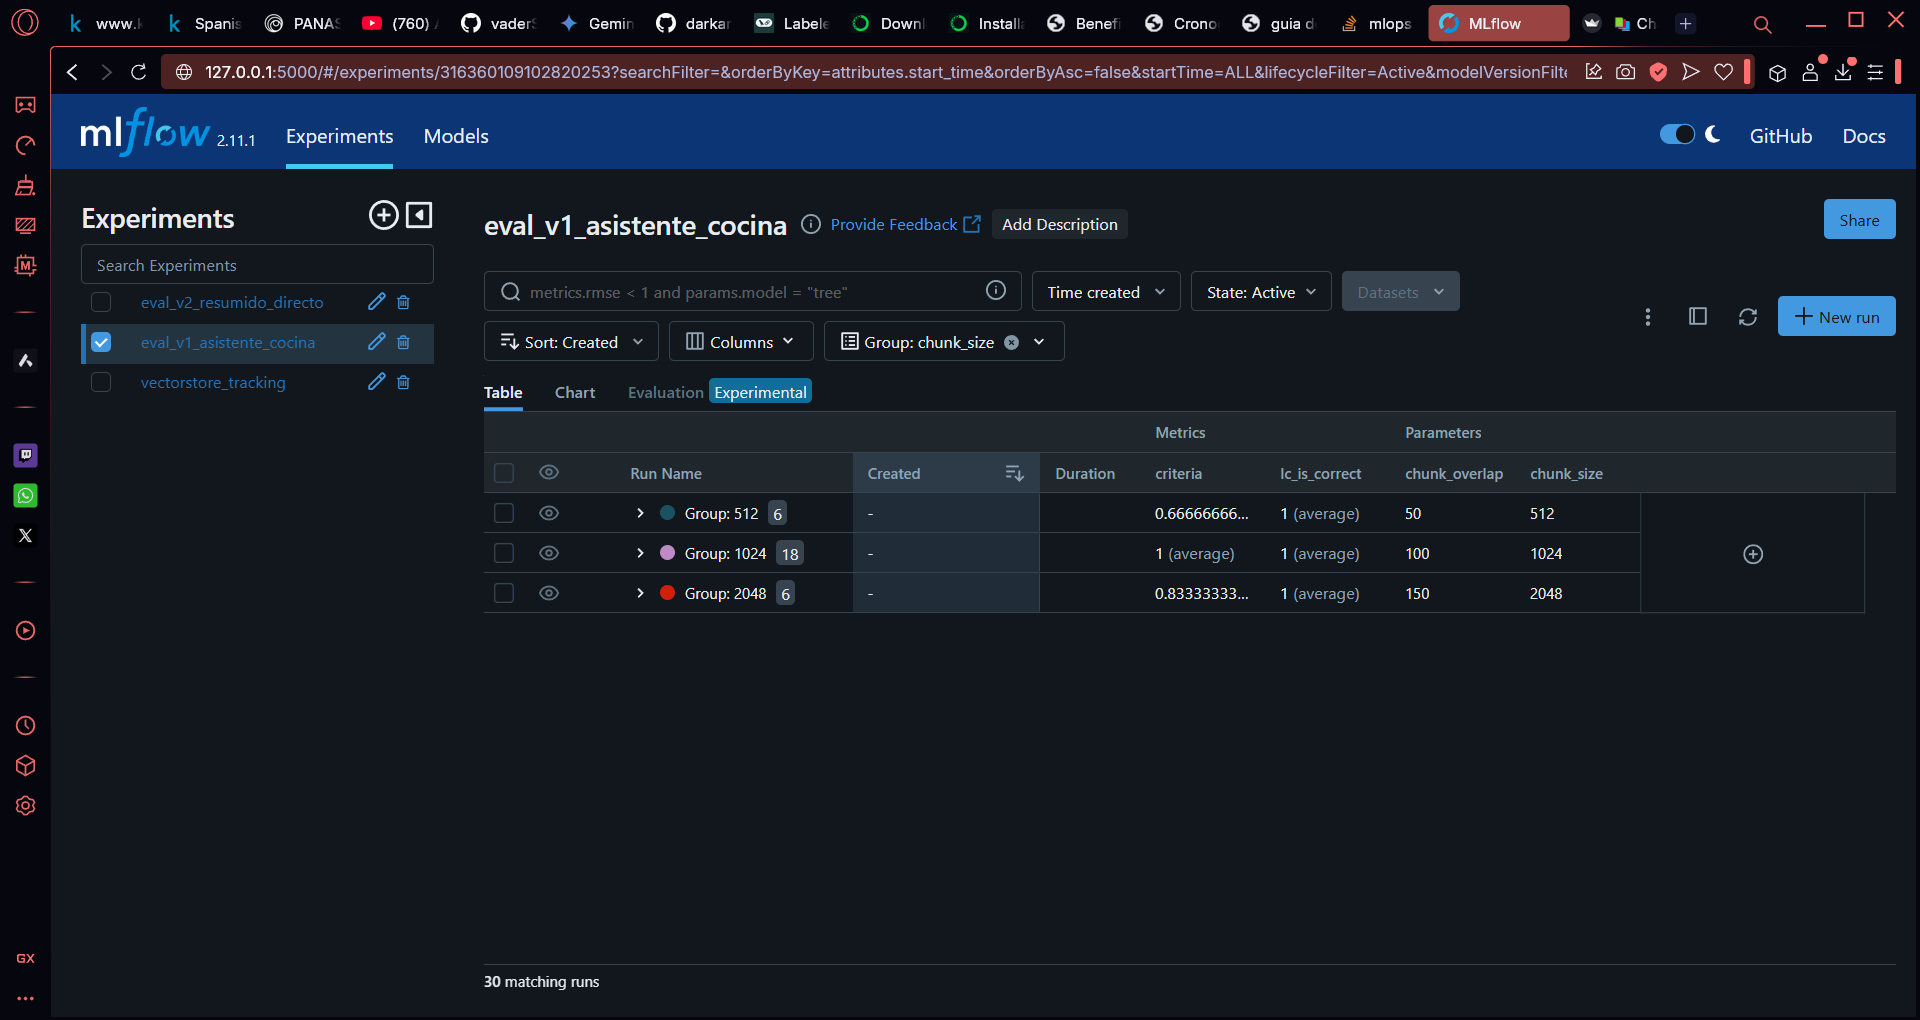 www.k
Spanis
PANAS
(760)
vaderS
Gemin
darkar
Labele
Downl
Installa
Benefi
Crono
guia d
mlops
MLflow
Ch
127.0.0.1:5000/#/experiments/316360109102820253?searchFilter=&orderByKey=attributes.start_time&orderByAsc=false&startTime=ALL&lifecycleFilter=Active&modelVersionFilte
mlflow 2.11.1
Experiments
Models
GitHub
Docs
Experiments
Search Experiments
eval_v2_resumido_directo
eval_v1_asistente_cocina
vectorstore_tracking
eval_v1_asistente_cocina
Provide Feedback
Add Description
Share
metrics.rmse < 1 and params.model = "tree"
Time created
State: Active
Datasets
New run
Sort: Created
Columns
Group: chunk_size
Table
Chart
Evaluation
Experimental
Metrics
Parameters
Run Name
Created
Duration
criteria
lc_is_correct
chunk_overlap
chunk_size
Group: 512 6 - 0.66666666... 1 (average) 50 512
Group: 1024 18 - 1 (average) 1 (average) 100 1024
Group: 2048 6 - 0.83333333... 1 (average) 150 2048
30 matching runs
GX